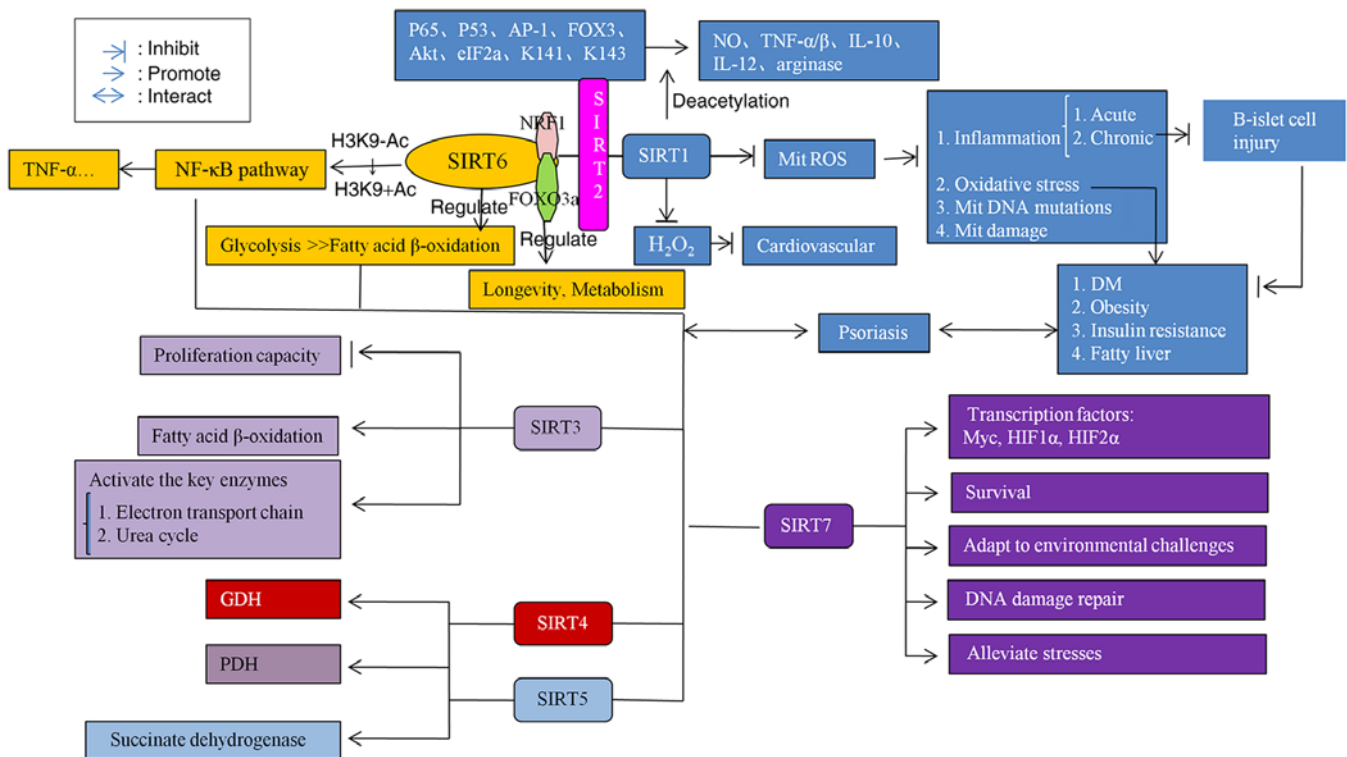 : Inhibit
: Promote
: Interact
P65、P53、AP-1、FOX3、
Akt、eIF2a、K141、K143
NO、TNF-α/β、IL-10、
IL-12、arginase
Deacetylation
SIRT2
NRF1
FOXO3a
SIRT6
SIRT1
Mit ROS
H3K9-Ac
H3K9+Ac
NF-κB pathway
TNF-α...
Regulate
Regulate
Glycolysis >>Fatty acid β-oxidation
Longevity, Metabolism
H₂O₂
Cardiovascular
1. Inflammation
1. Acute
2. Chronic
2. Oxidative stress
3. Mit DNA mutations
4. Mit damage
B-islet cell
injury
1. DM
2. Obesity
3. Insulin resistance
4. Fatty liver
Psoriasis
Proliferation capacity
Fatty acid β-oxidation
Activate the key enzymes
1. Electron transport chain
2. Urea cycle
SIRT3
GDH
SIRT4
PDH
SIRT5
Succinate dehydrogenase
SIRT7
Transcription factors:
Myc, HIF1α, HIF2α
Survival
Adapt to environmental challenges
DNA damage repair
Alleviate stresses